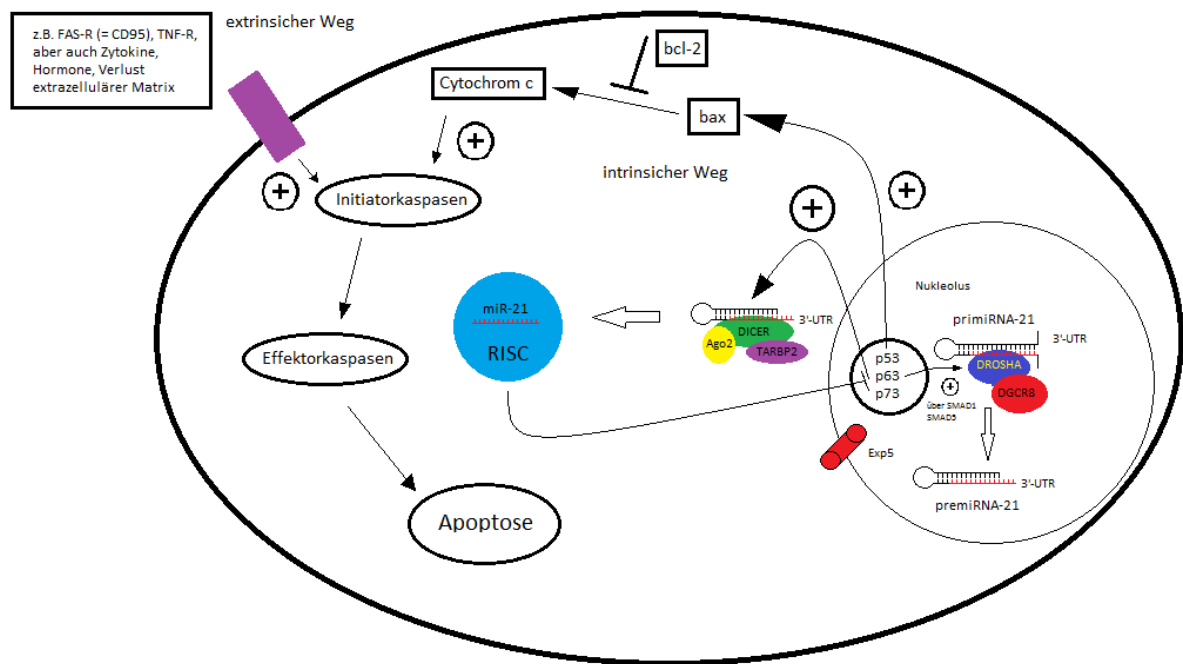 extrinsicher Weg
z.B. FAS-R (= CD95), TNF-R,
aber auch Zytokine,
Hormone, Verlust
extrazellulärer Matrix
bcl-2
Cytochrom c
bax
+
intrinsicher Weg
+
Initiatorkaspasen
+
+
Nukleolus
miR-21
RISC
3'-UTR
DICER
Ago2
TARBP2
primiRNA-21
3'-UTR
DROSHA
DGCR8
p53
p63
p73
+
über SMAD1
SMAD5
Effektorkaspasen
Exp5
3'-UTR
premiRNA-21
Apoptose